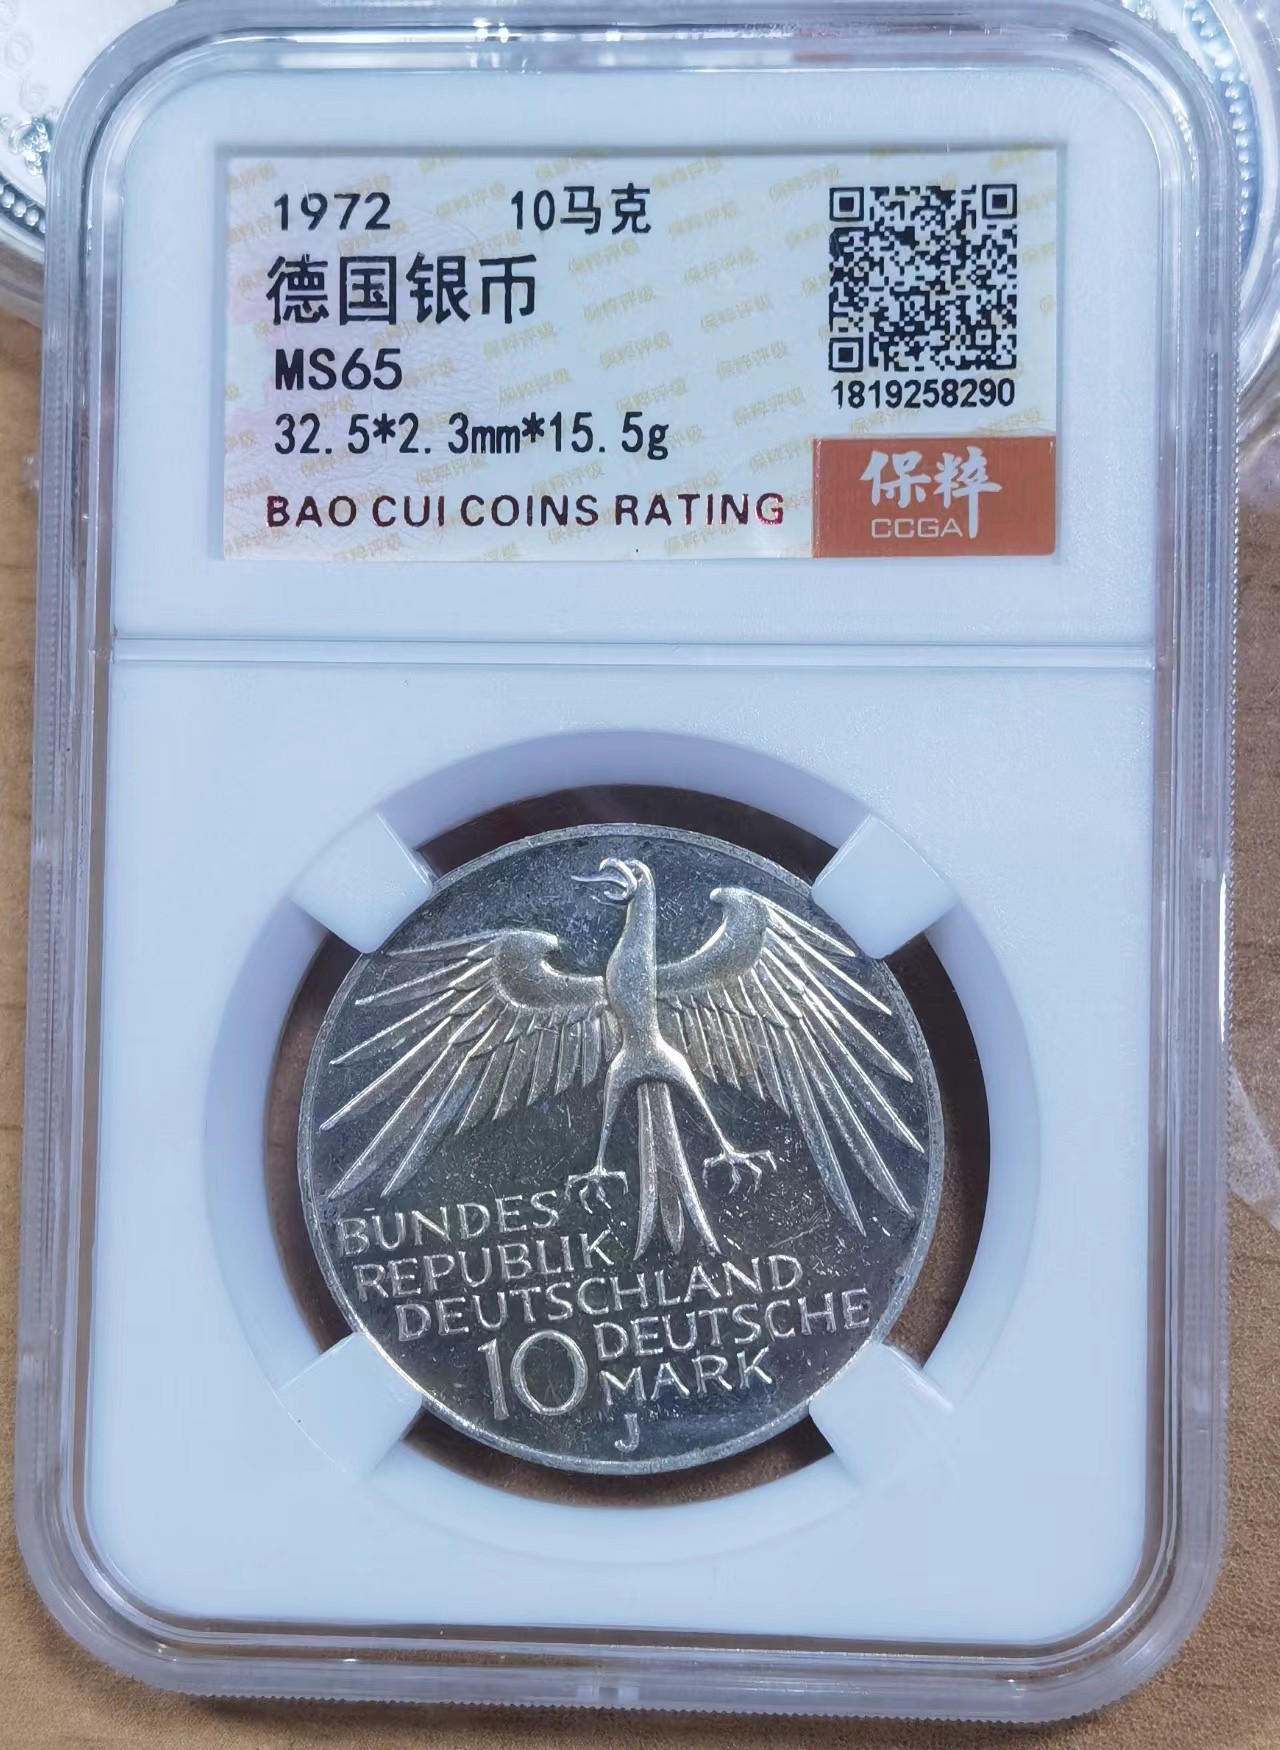 1972 10马克
德国银币
MS65
32.5*2.3mm*15.5g
BAO CUI COINS RATING
1819258290
保粹
CCGA
BUNDES
REPUBLIK
DEUTSCHLAND
10 DEUTSCHE
MARK
J